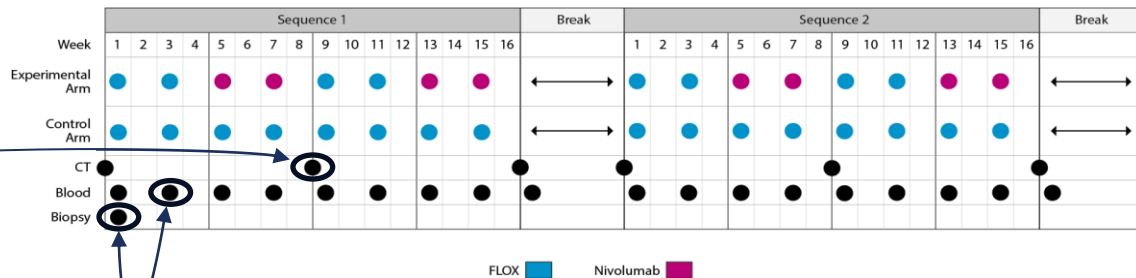 Sequence 1 Break Sequence 2 Break
Week 1 2 3 4 5 6 7 8 9 10 11 12 13 14 15 16 1 2 3 4 5 6 7 8 9 10 11 12 13 14 15 16
Experimental
Arm
Control
Arm
CT
Blood
Biopsy
FLOX Nivolumab